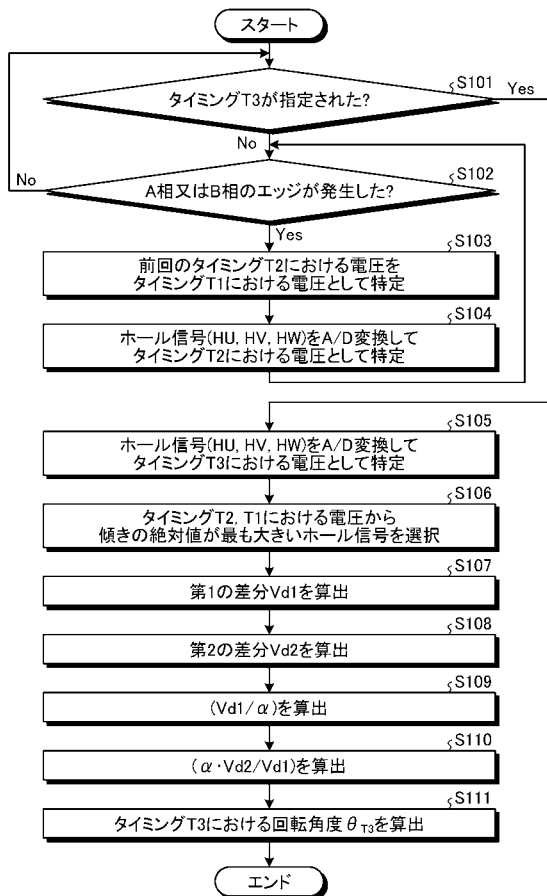 スタート
S101
Yes
タイミングT3が指定された?
No
S102
No
A相又はB相のエッジが発生した?
Yes
S103
前回のタイミングT2における電圧を
タイミングT1における電圧として特定
S104
ホール信号(HU, HV, HW)をA/D変換して
タイミングT2における電圧として特定
S105
ホール信号(HU, HV, HW)をA/D変換して
タイミングT3における電圧として特定
S106
タイミングT2, T1における電圧から
傾きの絶対値が最も大きいホール信号を選択
S107
第1の差分Vd1を算出
S108
第2の差分Vd2を算出
S109
(Vd1/α)を算出
S110
(α·Vd2/Vd1)を算出
S111
タイミングT3における回転角度θT3を算出
エンド